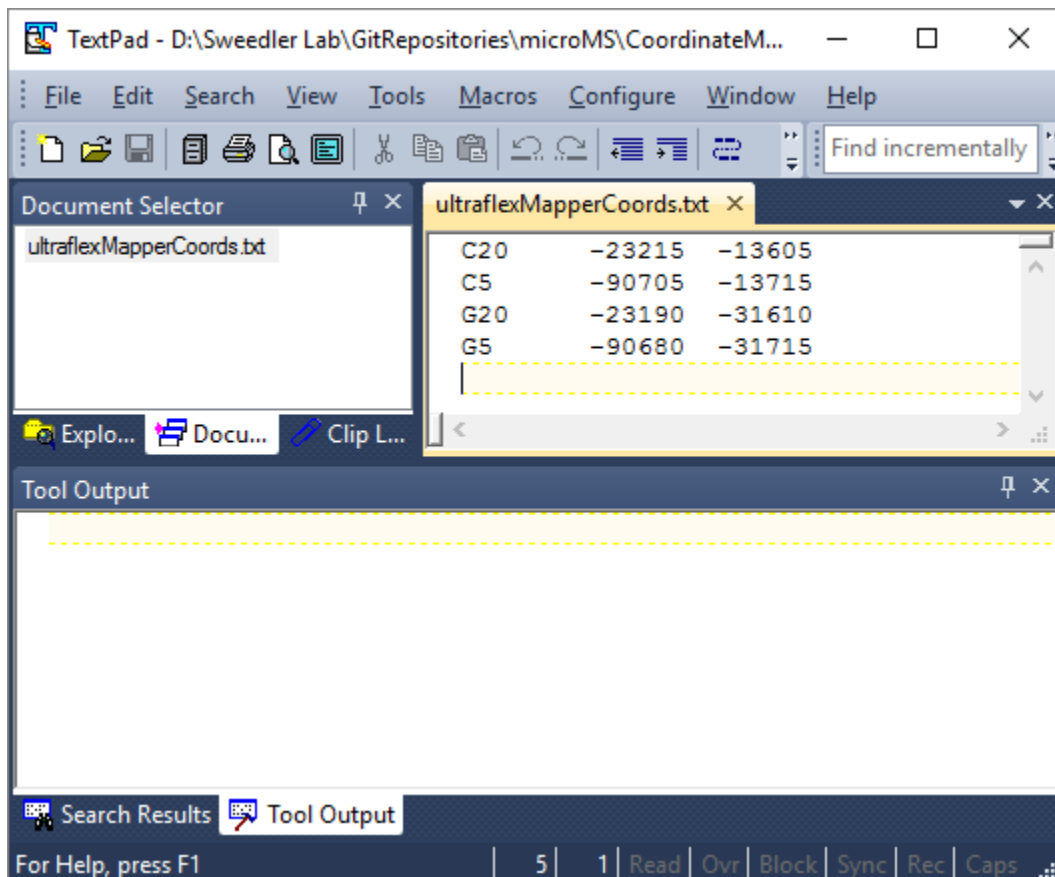 TextPad - D:\Sweedler Lab\GitRepositories\microMS\CoordinateM...
File Edit Search View Tools Macros Configure Window Help
Find incrementally
Document Selector
ultraflexMapperCoords.txt
ultraflexMapperCoords.txt
C20 -23215 -13605
C5 -90705 -13715
G20 -23190 -31610
G5 -90680 -31715
Explo... Docu... Clip L...
Tool Output
Search Results Tool Output
For Help, press F1 5 1 Read Ovr Block Sync Rec Caps